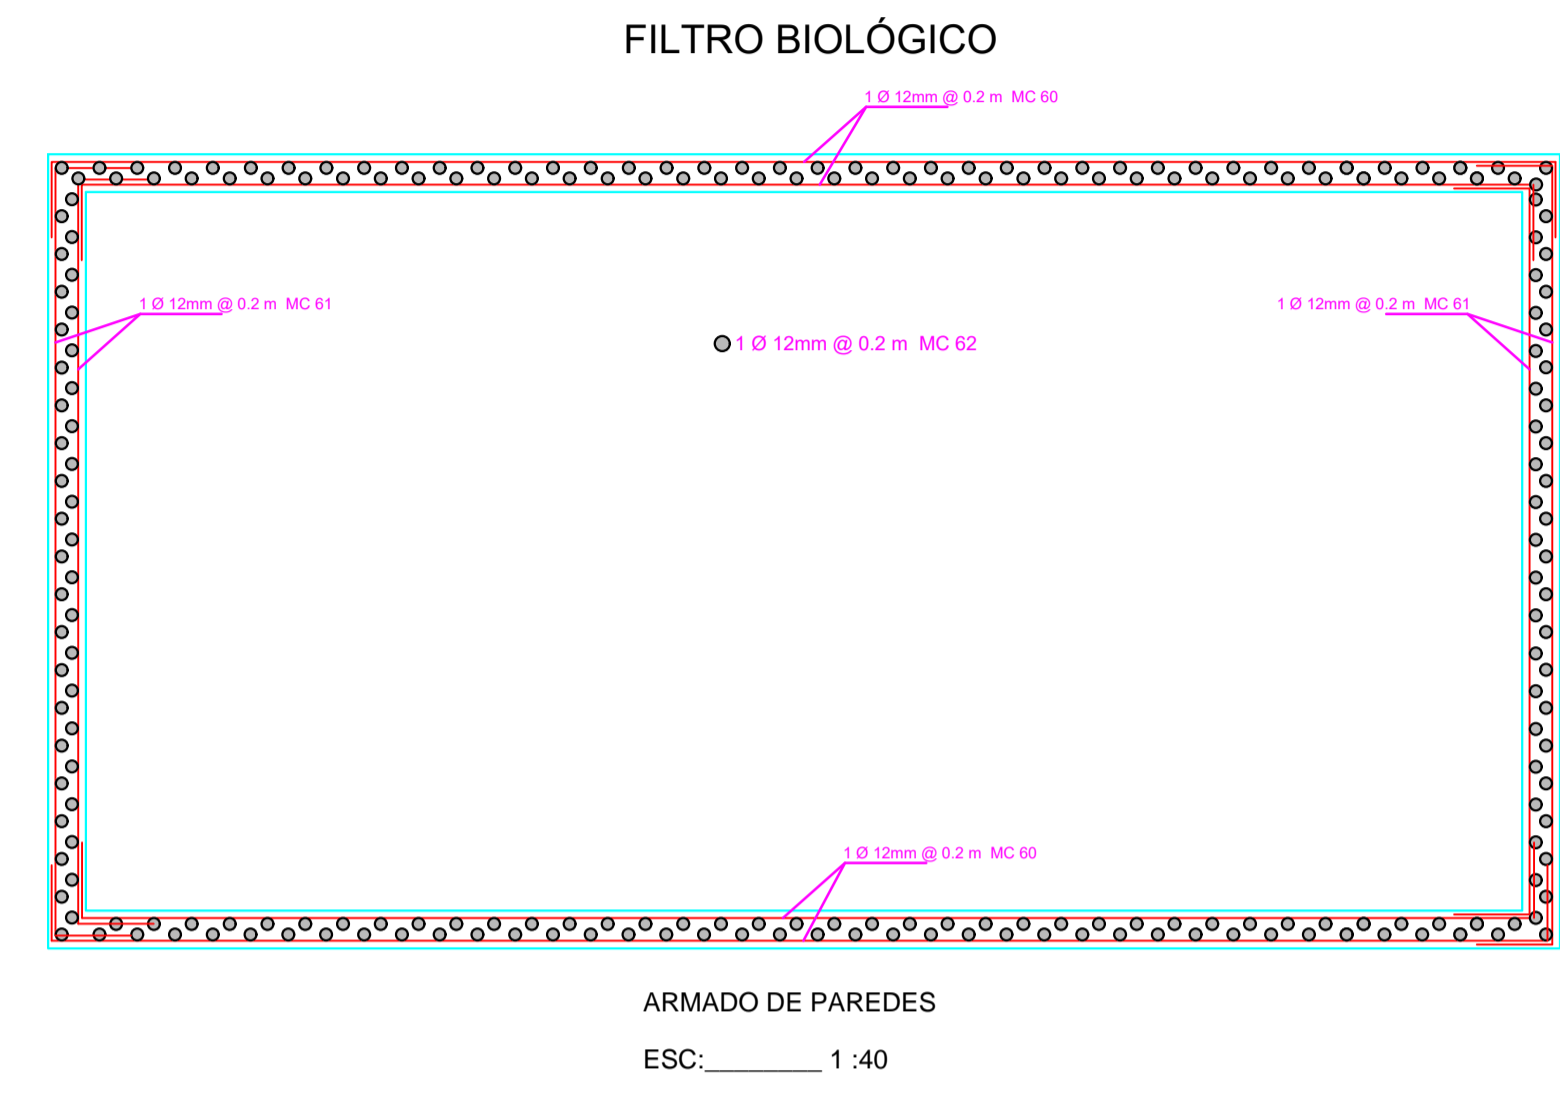 FILTRO BIOLÓGICO
1 Ø 12mm @ 0.2 m  MC 60
1 Ø 12mm @ 0.2 m  MC 61
1 Ø 12mm @ 0.2 m  MC 61
1 Ø 12mm @ 0.2 m  MC 62
1 Ø 12mm @ 0.2 m  MC 60
ARMADO DE PAREDES
ESC:________ 1 :40